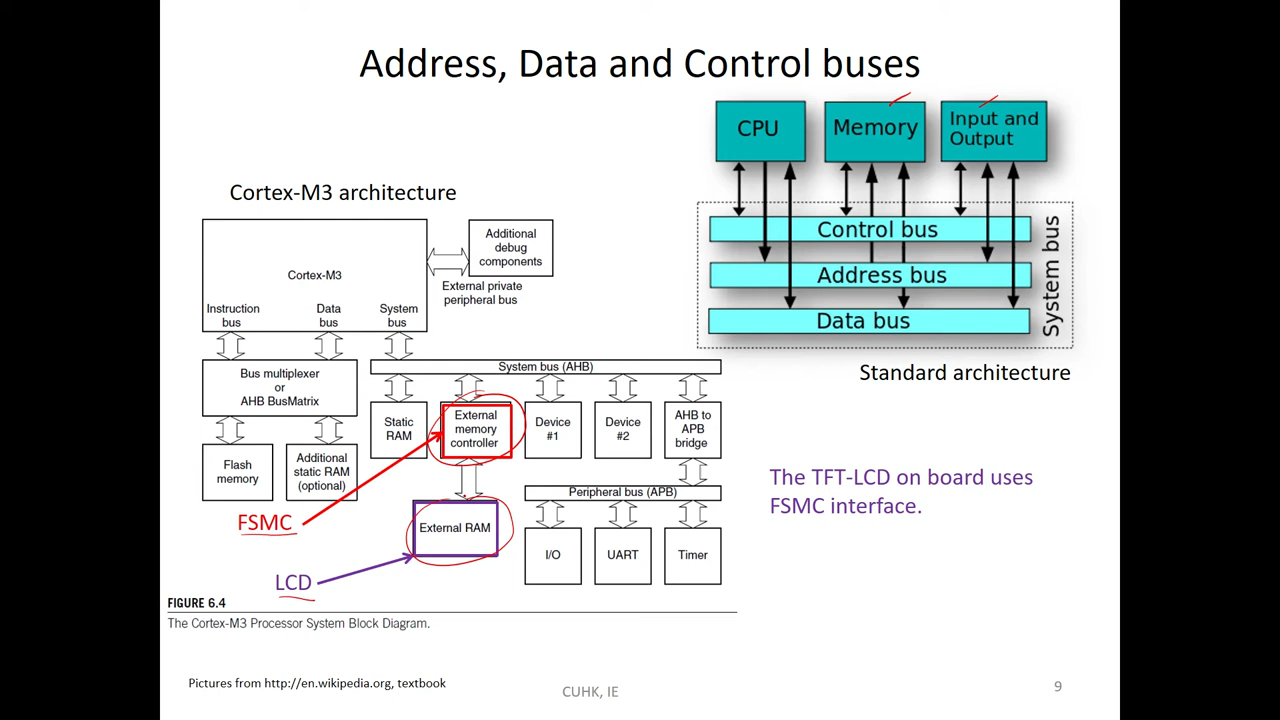 Address, Data and Control buses
CPU
Memory
Input and
Output
Control bus
Address bus
Data bus
System bus
Standard architecture
Cortex-M3 architecture
Cortex-M3
Instruction
bus
Data
bus
System
bus
Additional
debug
components
External private
peripheral bus
Bus multiplexer
or
AHB BusMatrix
System bus (AHB)
Flash
memory
Additional
static RAM
(optional)
Static
RAM
External
memory
controller
Device
#1
Device
#2
AHB to
APB
bridge
Peripheral bus (APB)
External RAM
I/O
UART
Timer
FSMC
LCD
The TFT-LCD on board uses
FSMC interface.
FIGURE 6.4
The Cortex-M3 Processor System Block Diagram.
Pictures from http://en.wikipedia.org, textbook
CUHK, IE
9